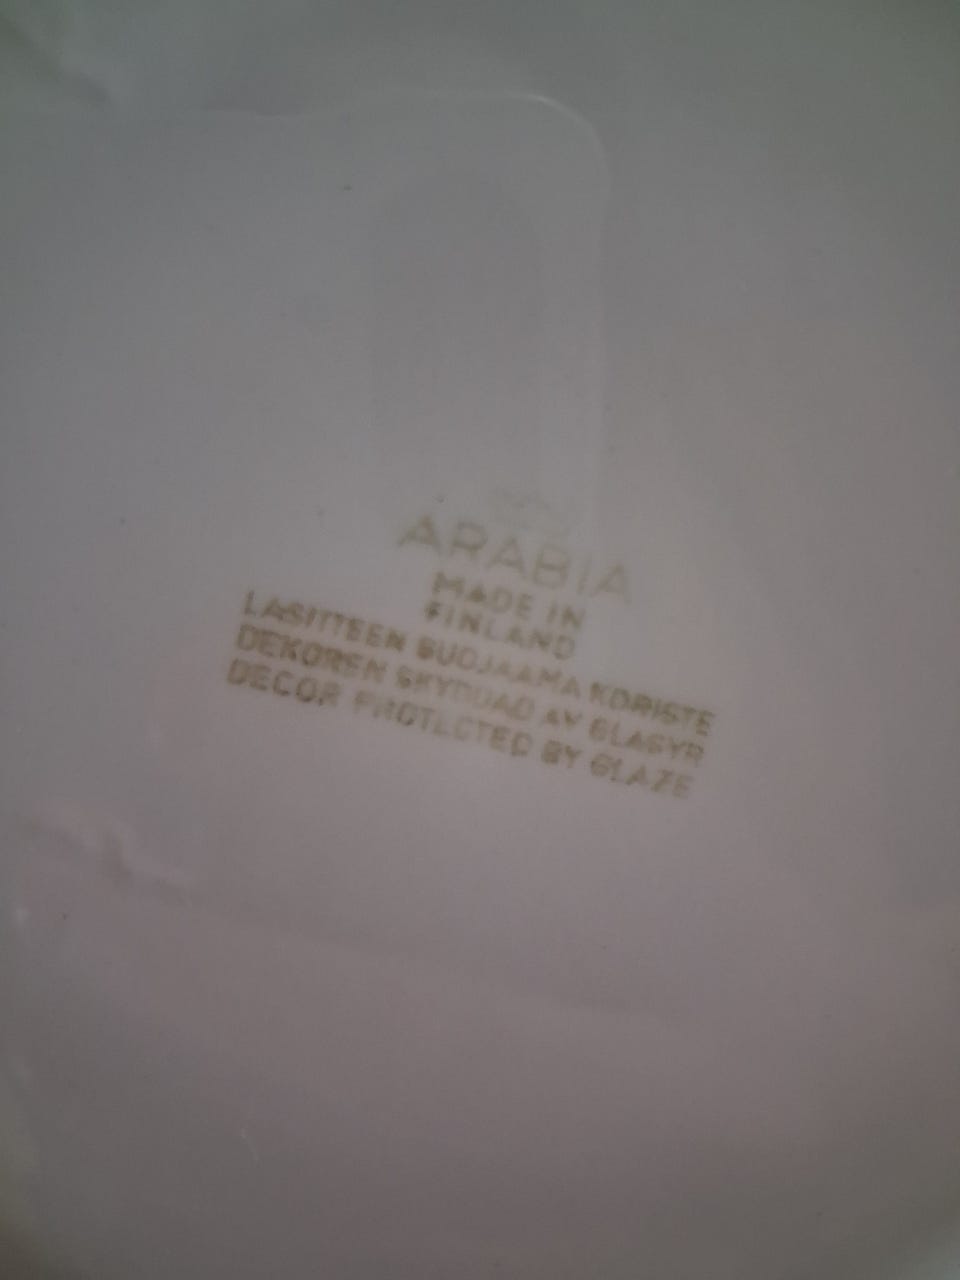 ARABIA
MADE IN
FINLAND
LASITTEEN SUOJAAMA KORISTE
DEKOREN SKYDDAD AV GLASYR
DECOR PROTECTED BY GLAZE